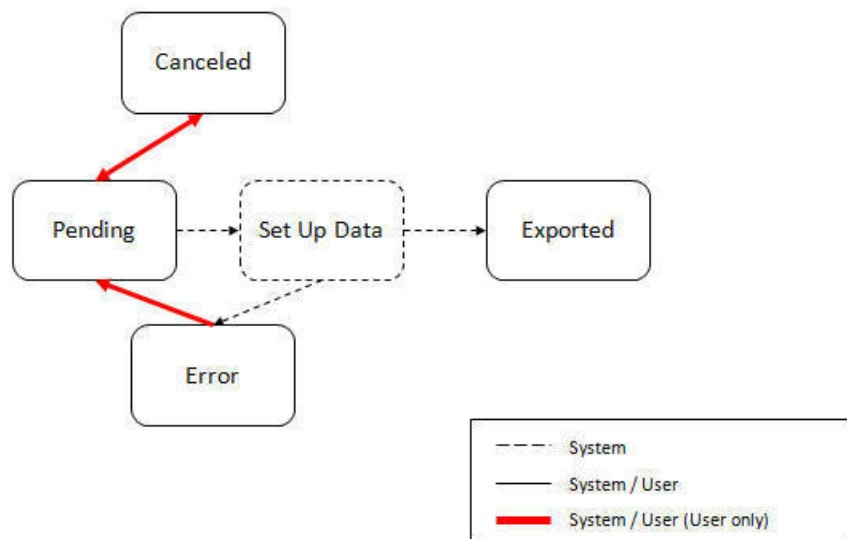 Canceled
Pending
Set Up Data
Exported
Error
System
System / User
System / User (User only)